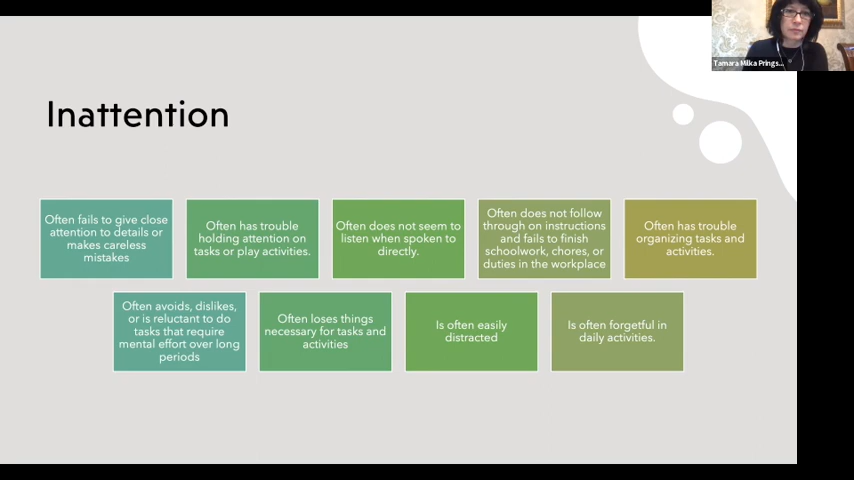 Tamara Milka Prings...
Inattention
Often fails to give close
attention to details or
makes careless
mistakes
Often has trouble
holding attention on
tasks or play activities.
Often does not seem to
listen when spoken to
directly.
Often does not follow
through on instructions
and fails to finish
schoolwork, chores, or
duties in the workplace
Often has trouble
organizing tasks and
activities.
Often avoids, dislikes,
or is reluctant to do
tasks that require
mental effort over long
periods
Often loses things
necessary for tasks and
activities
Is often easily
distracted
Is often forgetful in
daily activities.